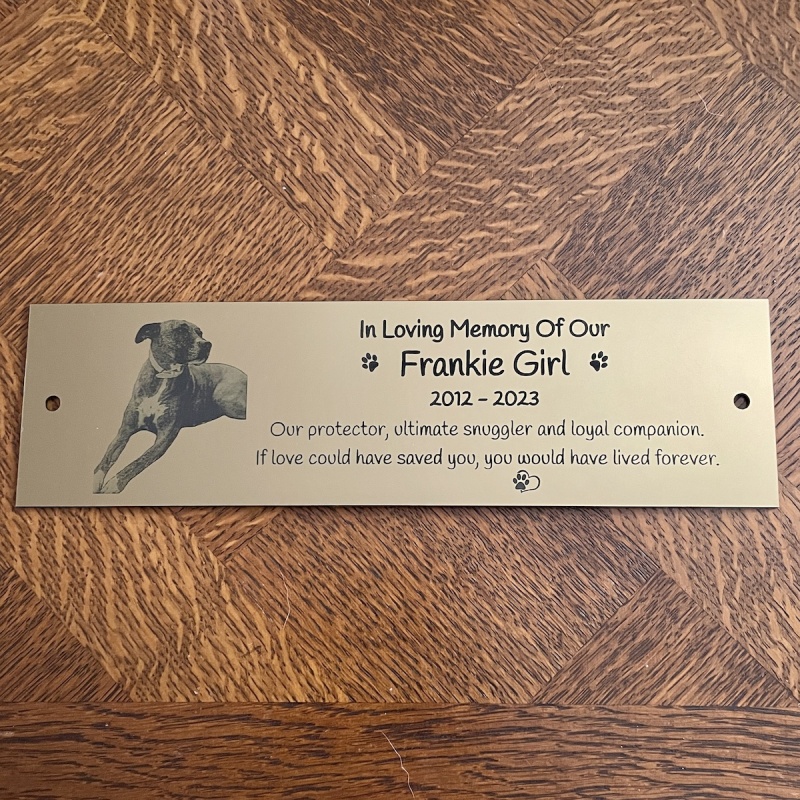 In Loving Memory Of Our
Frankie Girl
2012 – 2023
Our protector, ultimate snuggler and loyal companion.
If love could have saved you, you would have lived forever.